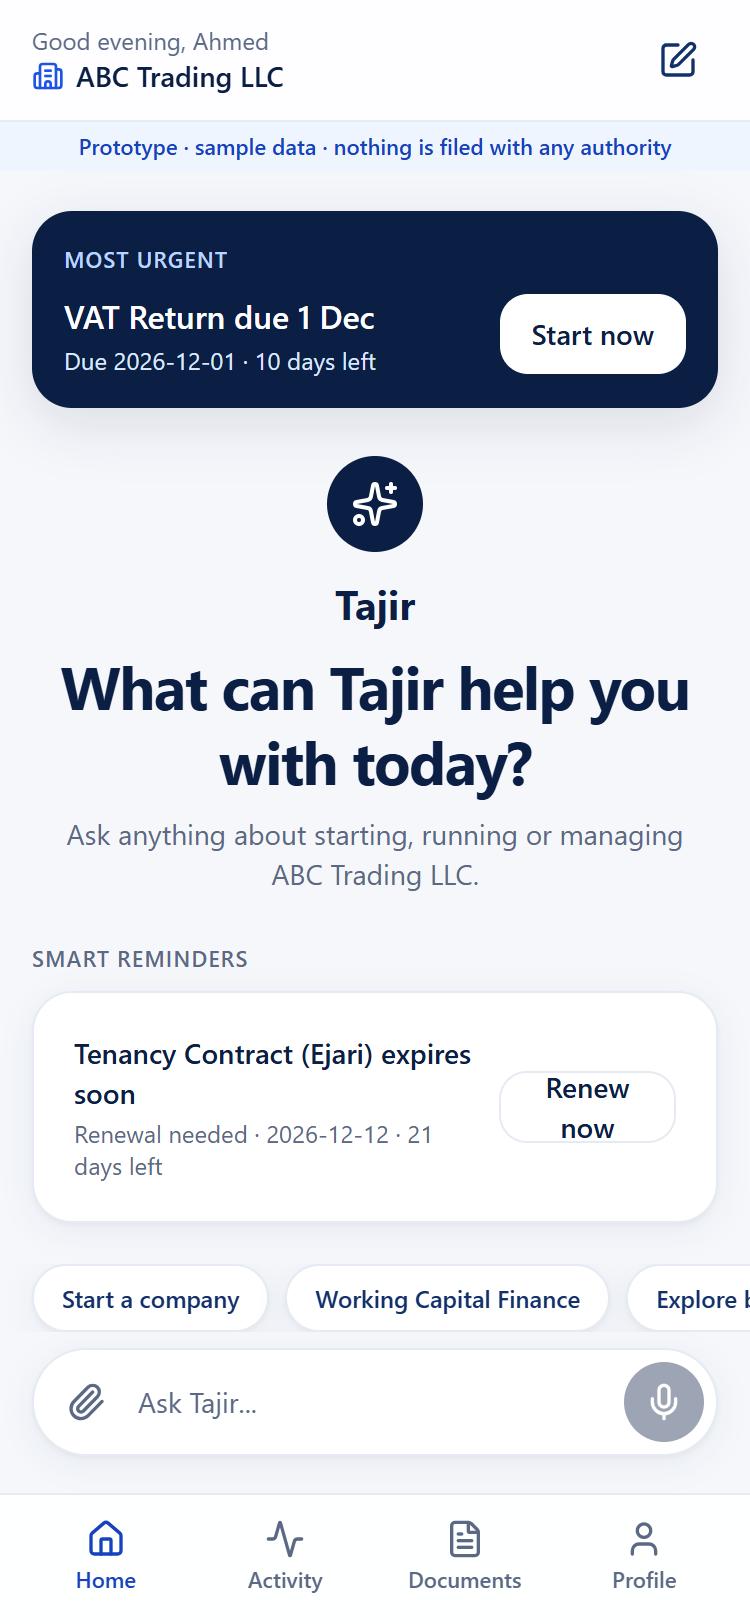 Good evening, Ahmed
ABC Trading LLC
Prototype · sample data · nothing is filed with any authority
MOST URGENT
VAT Return due 1 Dec
Due 2026-12-01 · 10 days left
Start now
Tajir
What can Tajir help you
with today?
Ask anything about starting, running or managing
ABC Trading LLC.
SMART REMINDERS
Tenancy Contract (Ejari) expires
soon
Renewal needed · 2026-12-12 · 21
days left
Renew
now
Start a company
Working Capital Finance
Explore
Ask Tajir...
Home
Activity
Documents
Profile